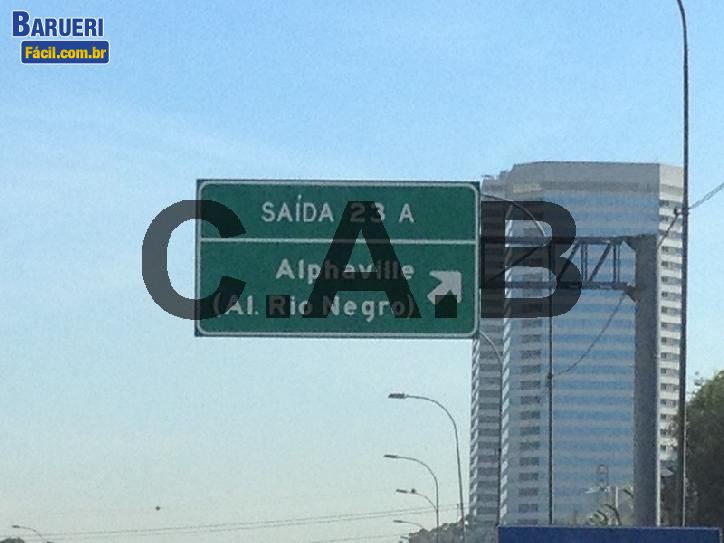 BARUERI
Fácil.com.br
SAÍDA 23 A
Alphaville
(Al. Rio Negro)
C.A.B